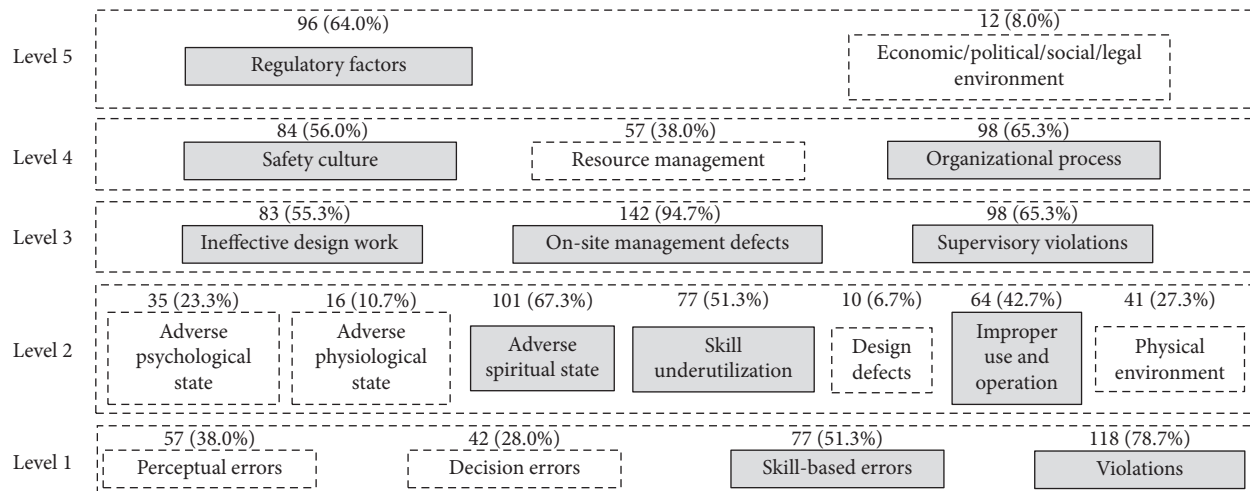 96 (64.0%)
12 (8.0%)
Level 5
Regulatory factors
Economic/political/social/legal
environment
84 (56.0%)
57 (38.0%)
98 (65.3%)
Level 4
Safety culture
Resource management
Organizational process
83 (55.3%)
142 (94.7%)
98 (65.3%)
Level 3
Ineffective design work
On-site management defects
Supervisory violations
35 (23.3%)
16 (10.7%)
101 (67.3%)
77 (51.3%)
10 (6.7%)
64 (42.7%)
41 (27.3%)
Level 2
Adverse
psychological
state
Adverse
physiological
state
Adverse
spiritual state
Skill
underutilization
Design
defects
Improper
use and
operation
Physical
environment
57 (38.0%)
42 (28.0%)
77 (51.3%)
118 (78.7%)
Level 1
Perceptual errors
Decision errors
Skill-based errors
Violations